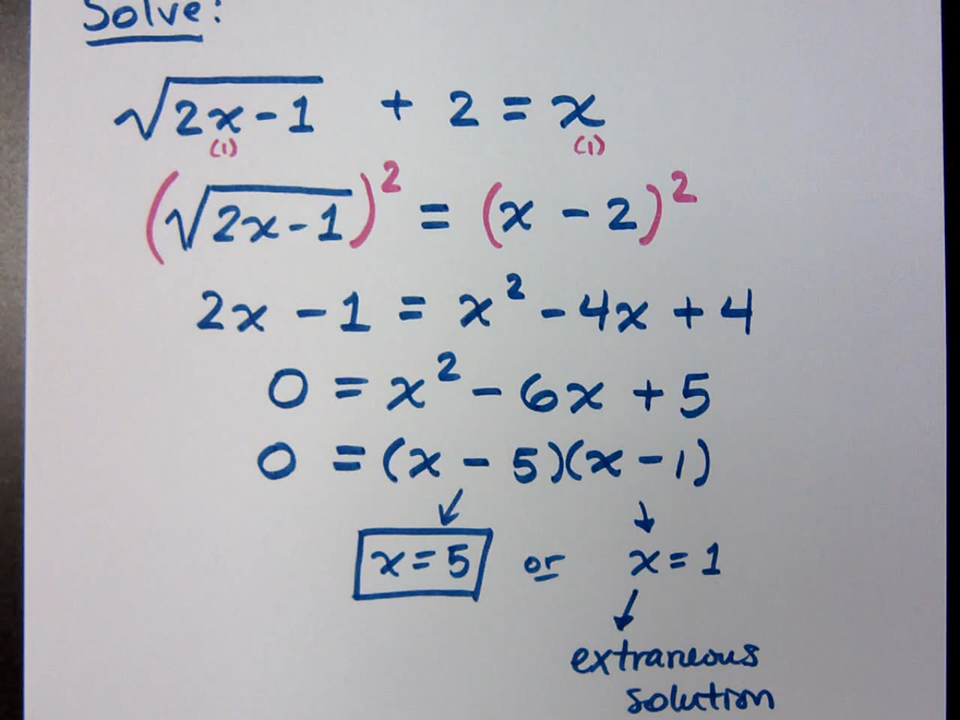 Solve:
√(2x-1) + 2 = x
(1) (1)
(√(2x-1))² = (x - 2)²
2x - 1 = x² - 4x + 4
0 = x² - 6x + 5
0 = (x - 5)(x - 1)
↙ ↓
x = 5 or x = 1
↙
extraneous
solution